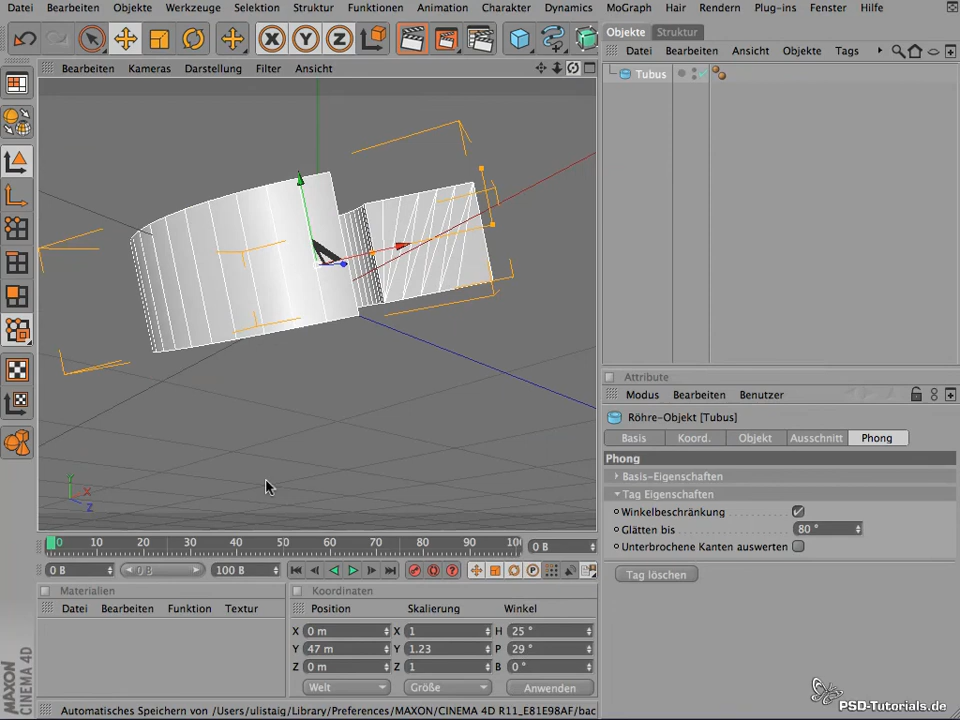 Datei Bearbeiten Objekte Werkzeuge Selektion Struktur Funktionen Animation Charakter Dynamics MoGraph Hair Rendern Plug-ins Fenster Hilfe
Objekte Struktur
Datei Bearbeiten Ansicht Objekte Tags
Bearbeiten Kameras Darstellung Filter Ansicht
Tubus
Attribute
Modus Bearbeiten Benutzer
Röhre-Objekt [Tubus]
Basis Koord. Objekt Ausschnitt Phong
Phong
Basis-Eigenschaften
Tag Eigenschaften
Winkelbeschränkung
Glätten bis 80 °
Unterbrochene Kanten auswerten
Tag löschen
Y
X
Z
0 10 20 30 40 50 60 70 80 90 10 0 B
0 B 0 B 100 B
Materialien
Datei Bearbeiten Funktion Textur
Koordinaten
Position Skalierung Winkel
X 0 m X 1 H 25 °
Y 47 m Y 1.23 P 29 °
Z 0 m Z 1 B 0 °
Welt Größe Anwenden
MAXON CINEMA 4D
Automatisches Speichern von [/Users/ulistaig/Library/Preferences/MAXON/CINEMA 4D R11_E81E98AF/bac
PSD-Tutorials.de